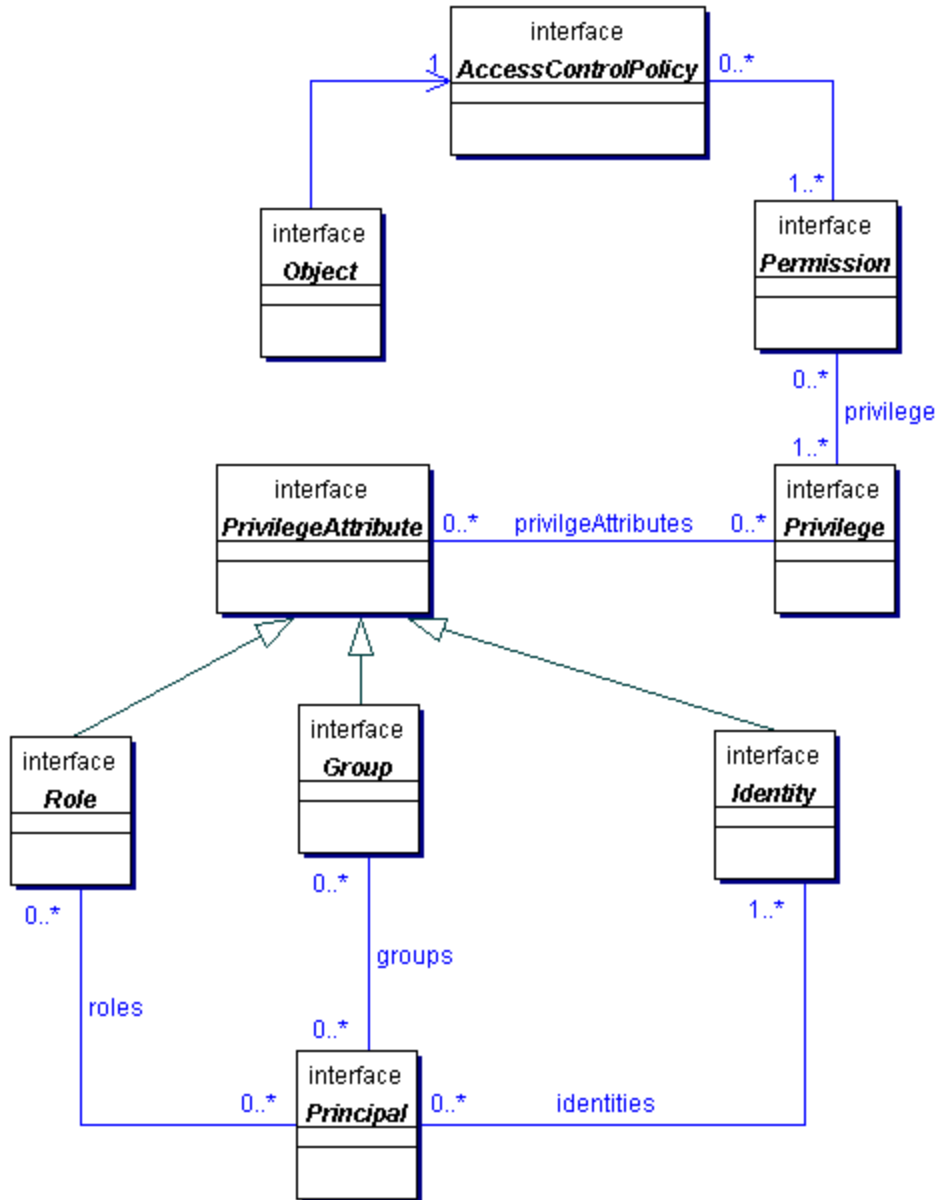 interface
1
AccessControlPolicy
0..*
1..*
interface
Object
interface
Permission
0..*
privilege
1..*
interface
PrivilegeAttribute
0..*
privilgeAttributes
0..*
interface
Privilege
interface
Role
interface
Group
interface
Identity
0..*
0..*
1..*
groups
roles
0..*
interface
Principal
0..*
0..*
identities